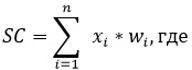 SC = ∑_{i=1}^{n} x_i * w_i, где